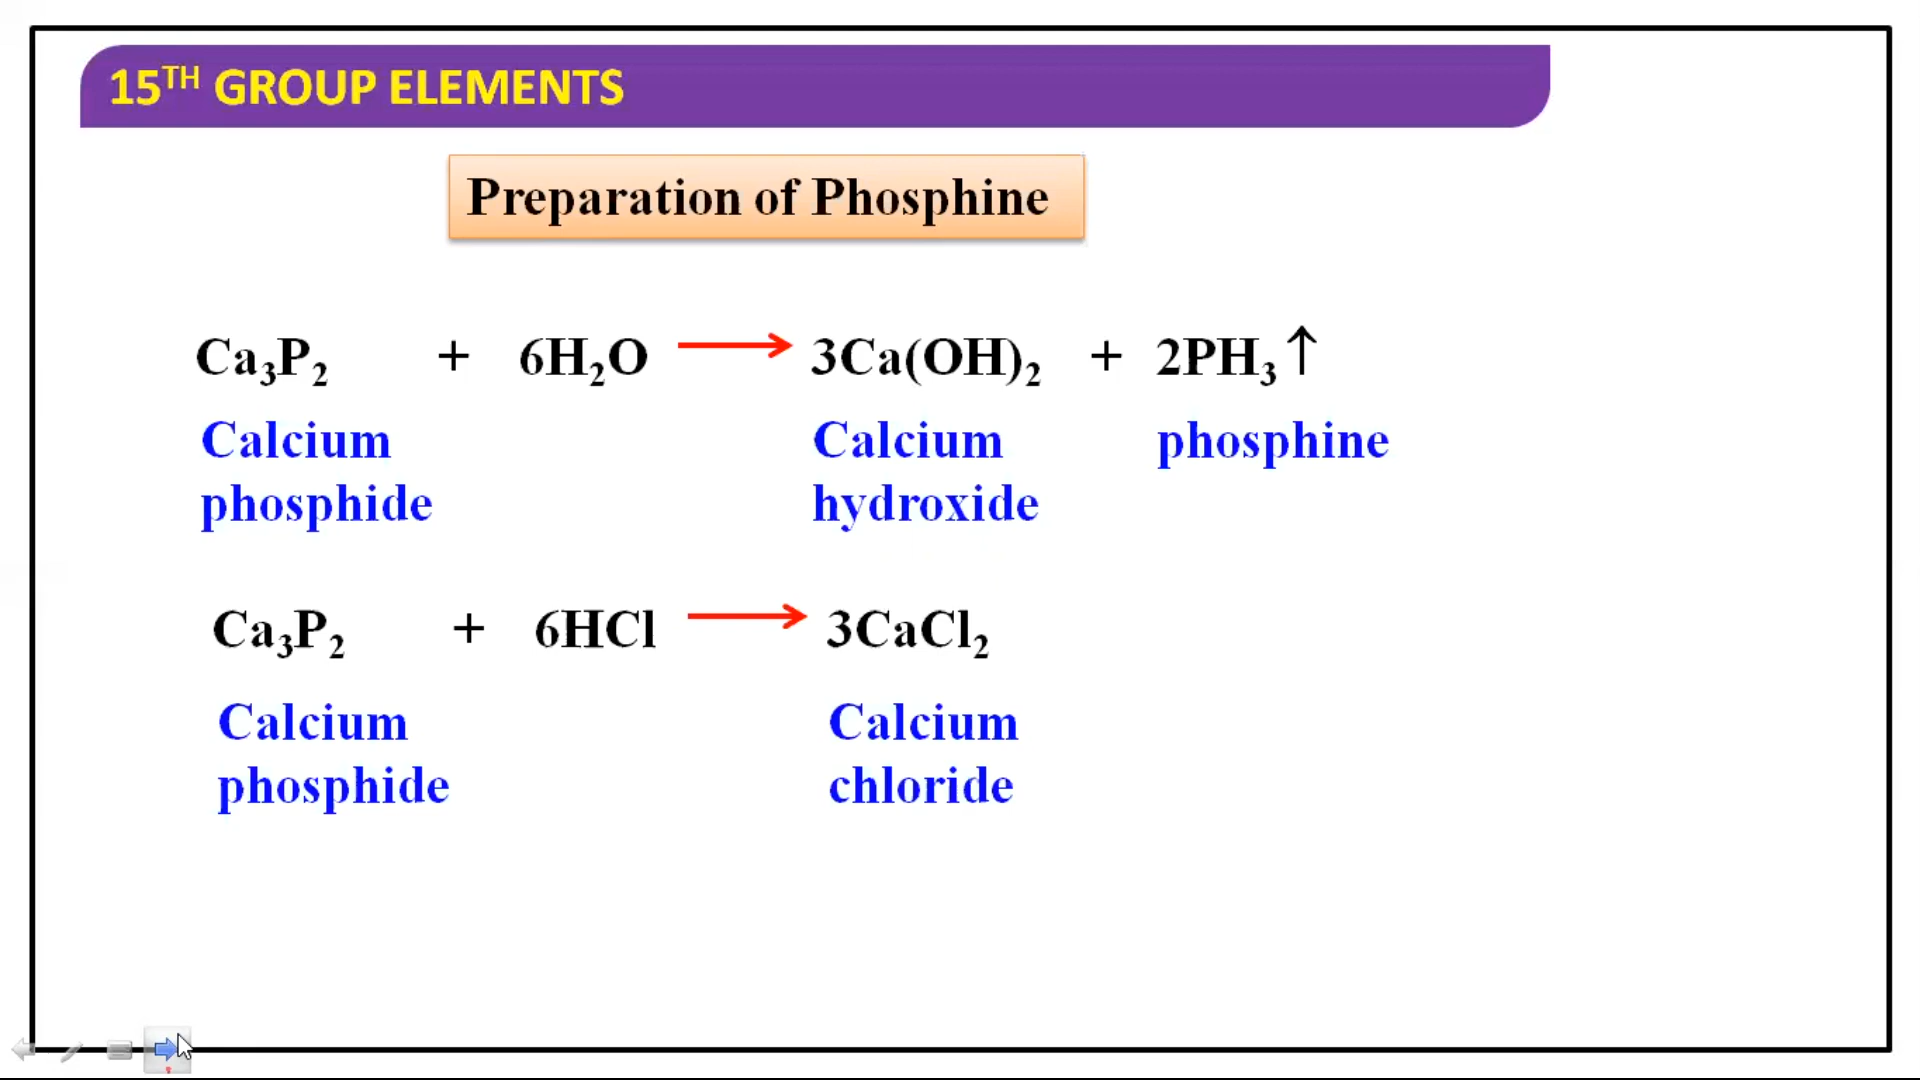 15TH GROUP ELEMENTS
Preparation of Phosphine
Ca₃P₂ + 6H₂O → 3Ca(OH)₂ + 2PH₃↑
Calcium phosphide Calcium hydroxide phosphine
Ca₃P₂ + 6HCl → 3CaCl₂
Calcium phosphide Calcium chloride